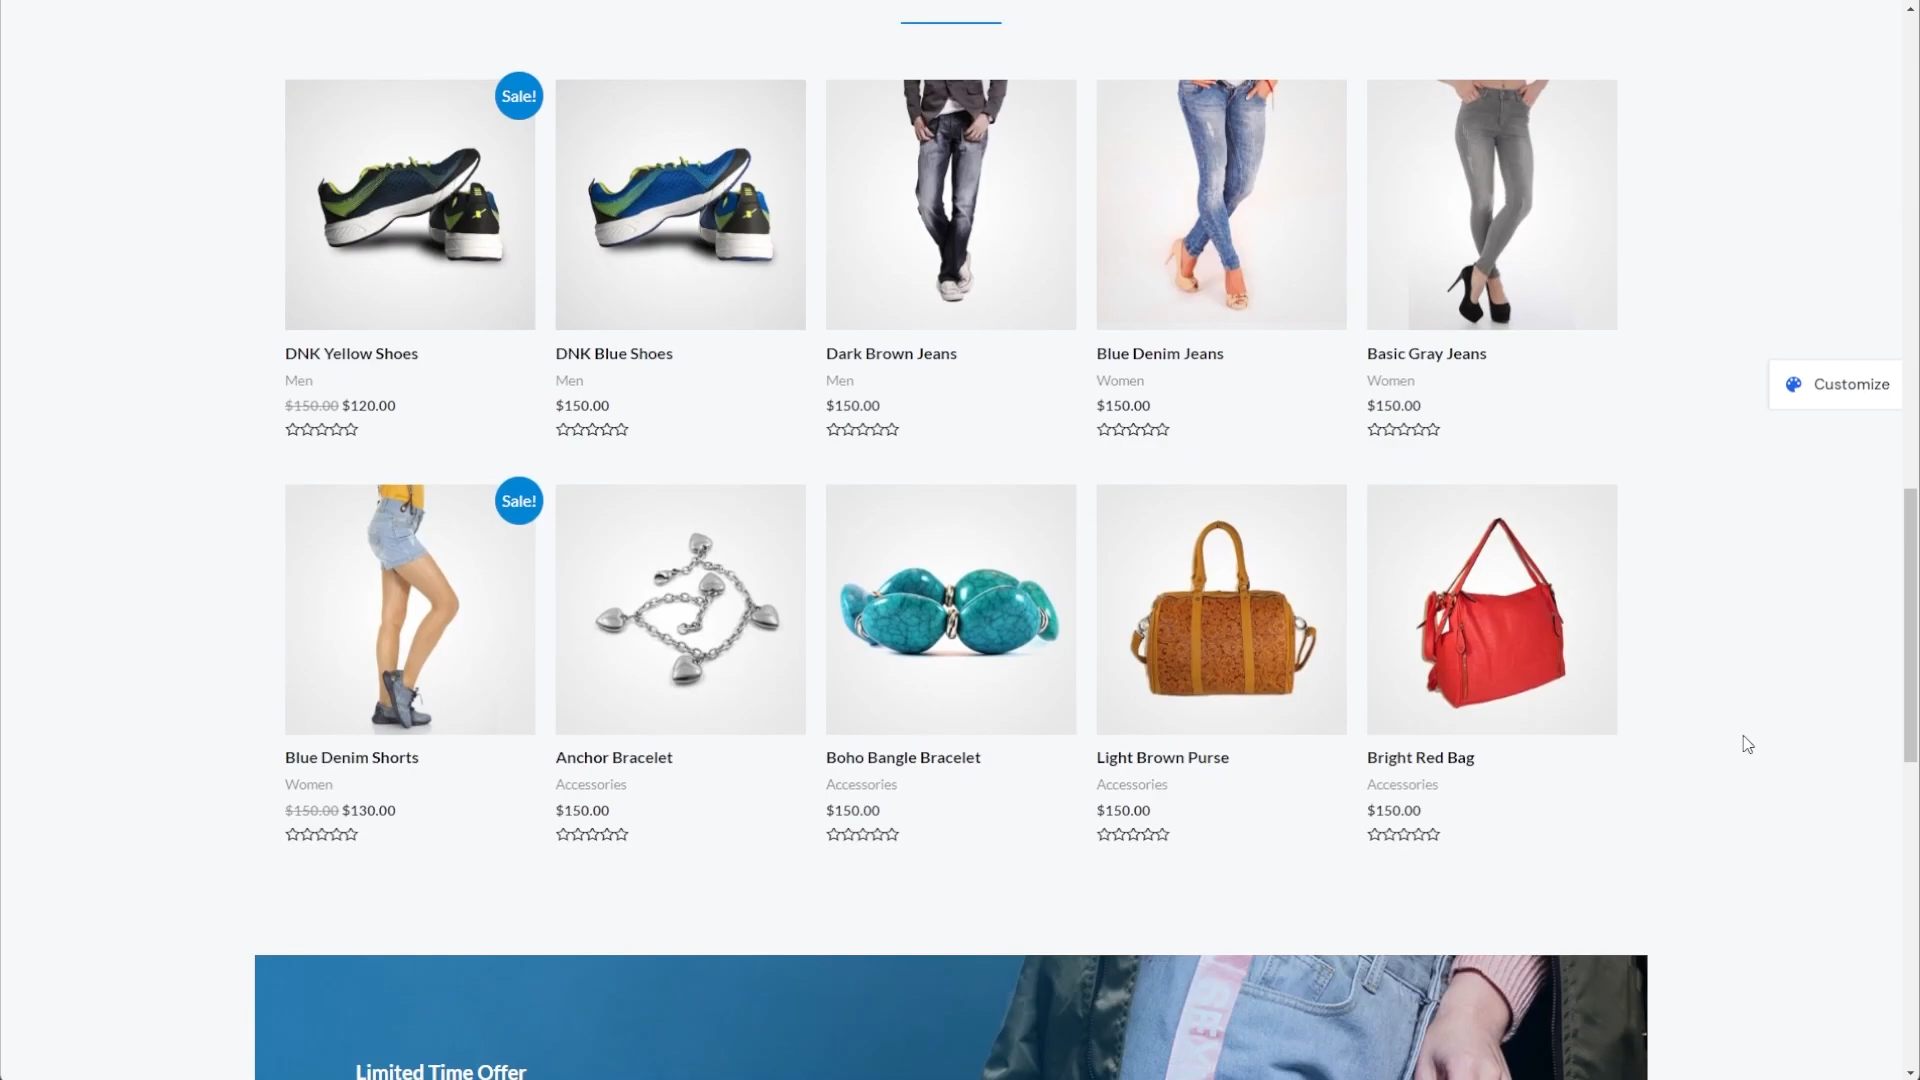 Sale!
DNK Yellow Shoes
Men
$150.00 $120.00
DNK Blue Shoes
Men
$150.00
Dark Brown Jeans
Men
$150.00
Blue Denim Jeans
Women
$150.00
Basic Gray Jeans
Women
$150.00
Customize
Sale!
Blue Denim Shorts
Women
$150.00 $130.00
Anchor Bracelet
Accessories
$150.00
Boho Bangle Bracelet
Accessories
$150.00
Light Brown Purse
Accessories
$150.00
Bright Red Bag
Accessories
$150.00
Limited Time Offer